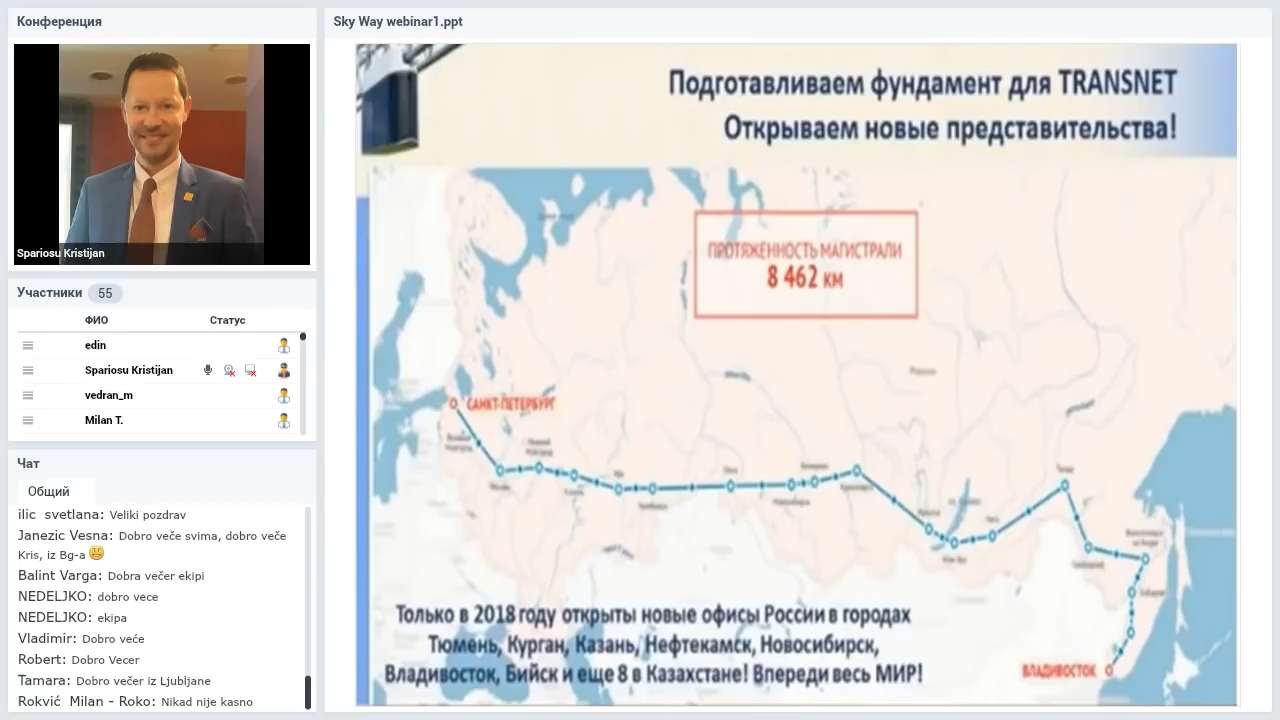 Конференция
Spariosu Kristijan
Участники 55
ФИО Статус
edin
Spariosu Kristijan
vedran_m
Milan T.
Чат
Общий
ilic svetlana: Veliki pozdrav
Janezic Vesna: Dobro veče svima, dobro veče
Kris, iz Bg-a
Balint Varga: Dobra večer ekipi
NEDELJKO: dobro vece
NEDELJKO: ekipa
Vladimir: Dobro veće
Robert: Dobro Vecer
Tamara: Dobro večer iz Ljubljane
Rokvić Milan - Roko: Nikad nije kasno
Sky Way webinar1.ppt
Подготавливаем фундамент для TRANSNET
Открываем новые представительства!
ПРОТЯЖЕННОСТЬ МАГИСТРАЛИ
8 462 км
Россия
САНКТ-ПЕТЕРБУРГ
ВЛАДИВОСТОК
Только в 2018 году открыты новые офисы России в городах
Тюмень, Курган, Казань, Нефтекамск, Новосибирск,
Владивосток, Бийск и еще 8 в Казахстане! Впереди весь МИР!